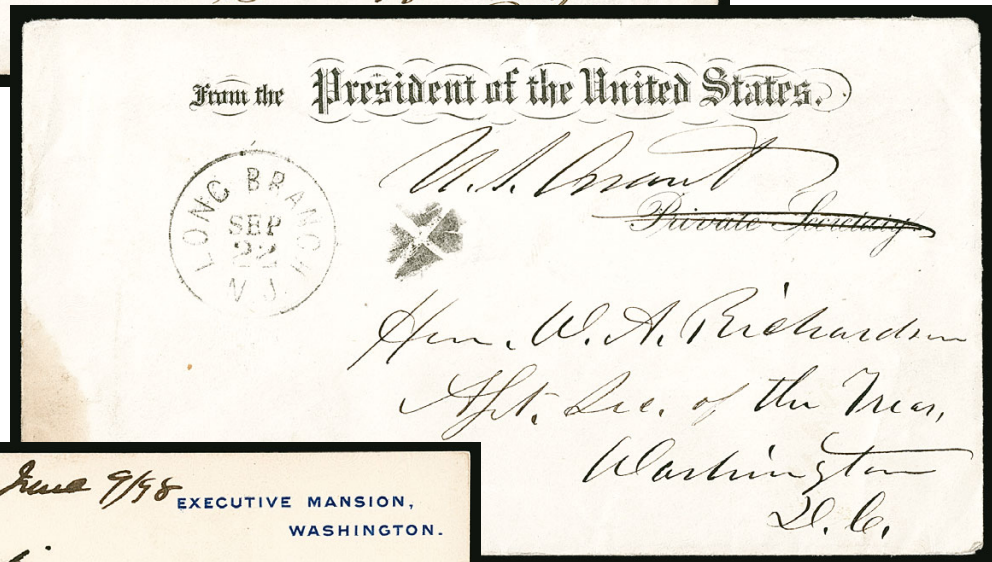 From the President of the United States.
U. S. Grant
Private Secretary
LONG BRANCH
SEP
22
N.J.
Hon. W. A. Richardson
Asst. Sec. of the Treas,
Washington
D. C.
June 9/98
EXECUTIVE MANSION,
WASHINGTON.